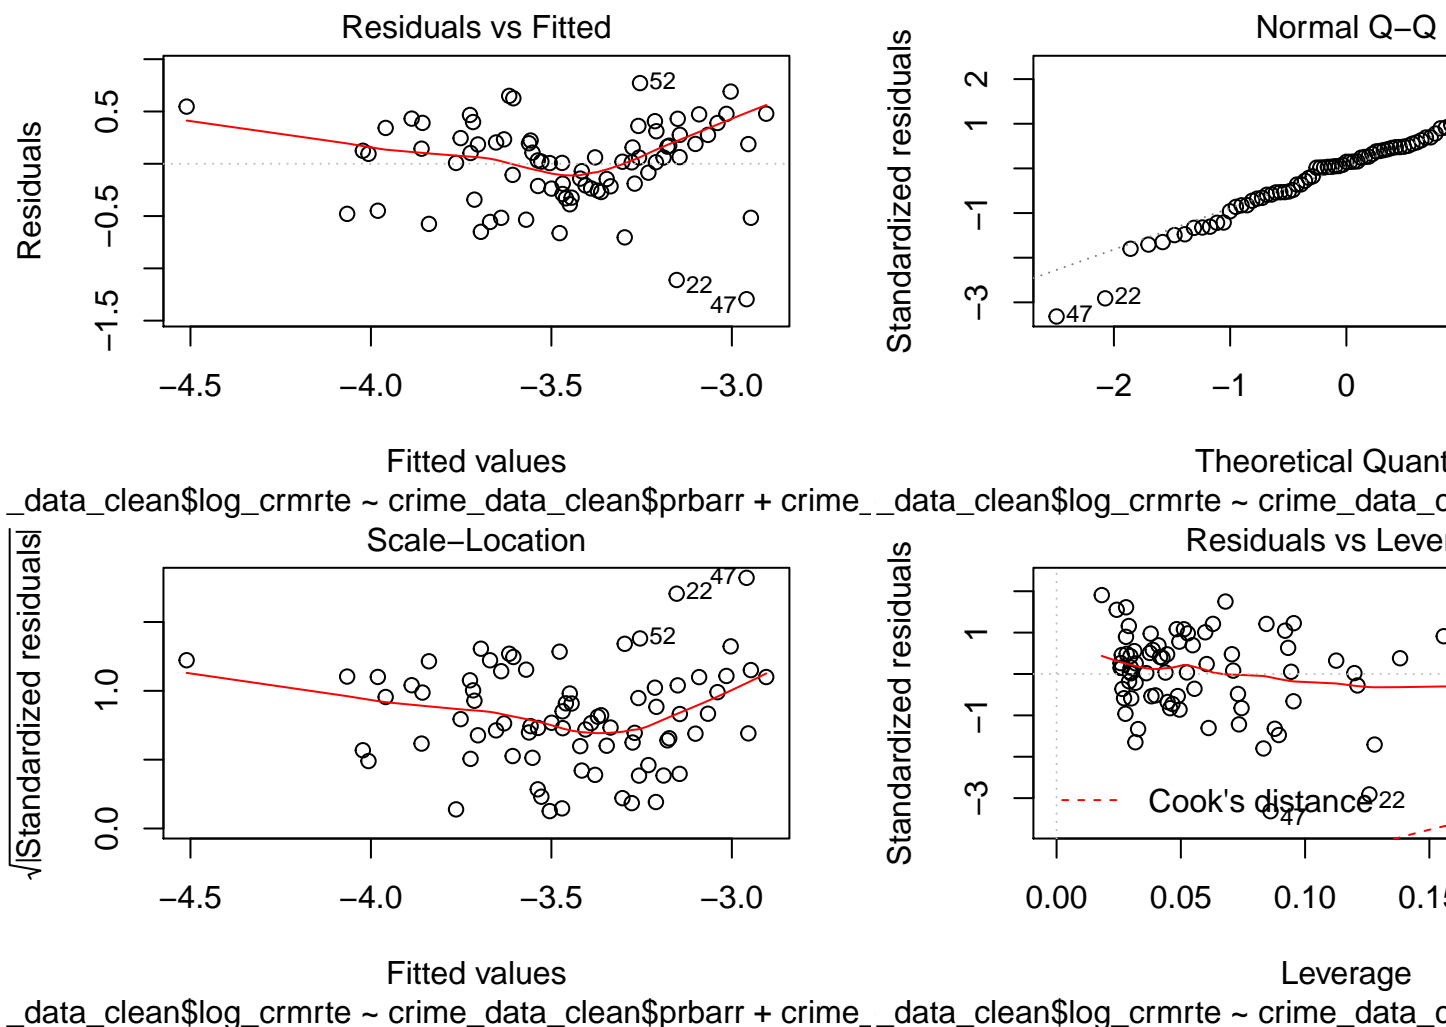 Residuals vs Fitted
Residuals
0.5
−0.5
−1.5
52
22
47
−4.5 −4.0 −3.5 −3.0
Fitted values
_data_clean$log_crmrte ~ crime_data_clean$prbarr + crime_
Normal Q−Q
Standardized residuals
2
1
−1
−3
47
22
−2 −1 0
Theoretical Quant
_data_clean$log_crmrte ~ crime_data_c
Scale−Location
√|Standardized residuals|
1.0
0.0
47
22
52
−4.5 −4.0 −3.5 −3.0
Fitted values
_data_clean$log_crmrte ~ crime_data_clean$prbarr + crime_
Residuals vs Lever
Standardized residuals
1
−1
−3
Cook's distance
22
47
0.00 0.05 0.10 0.15
Leverage
_data_clean$log_crmrte ~ crime_data_c